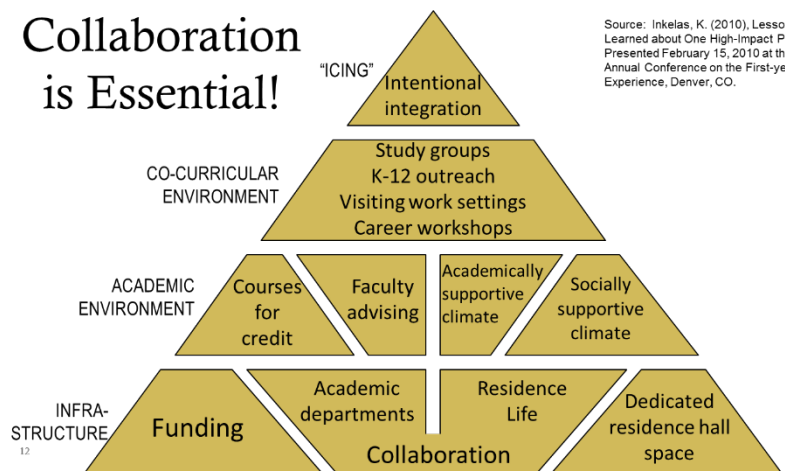 Collaboration
is Essential!
Source: Inkelas, K. (2010), Lesso
Learned about One High-Impact P
Presented February 15, 2010 at th
Annual Conference on the First-ye
Experience, Denver, CO.
"ICING"
Intentional
integration
CO-CURRICULAR
ENVIRONMENT
Study groups
K-12 outreach
Visiting work settings
Career workshops
ACADEMIC
ENVIRONMENT
Courses
for
credit
Faculty
advising
Academically
supportive
climate
Socially
supportive
climate
INFRA-
STRUCTURE
Funding
Academic
departments
Residence
Life
Collaboration
Dedicated
residence hall
space
12